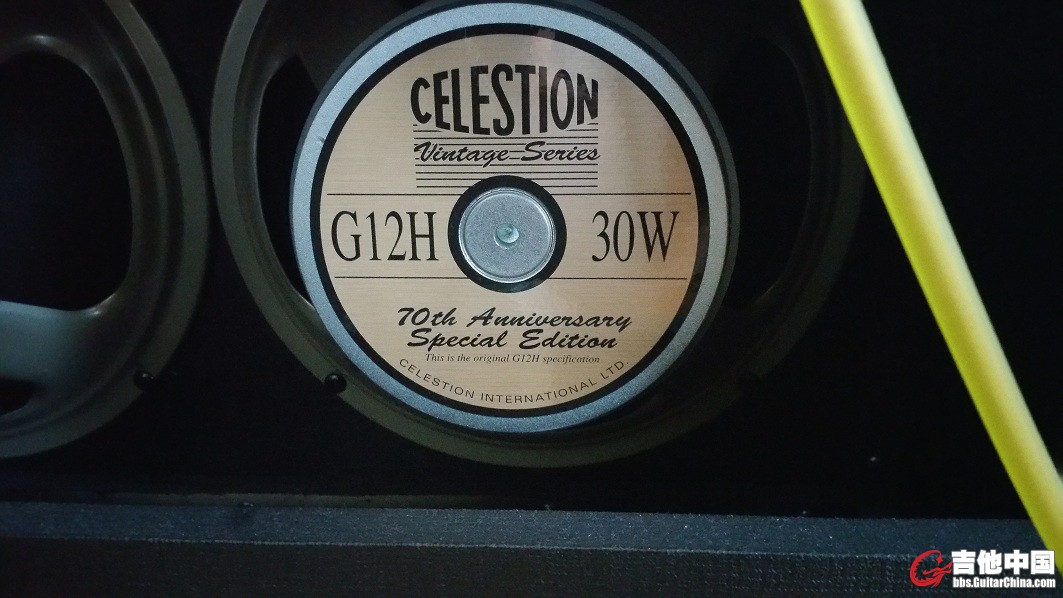 CELESTION
Vintage Series
G12H 30W
70th Anniversary
Special Edition
This is the original G12H specification
CELESTION INTERNATIONAL LTD.
吉他中国
bbs.GuitarChina.com